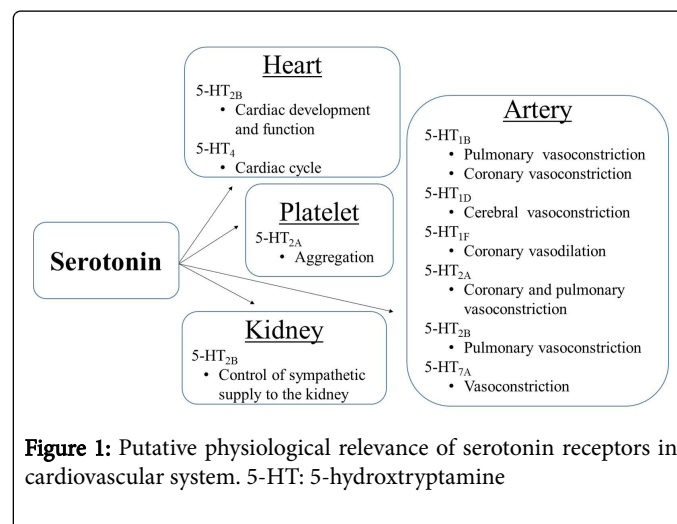 Heart
5-HT2B
• Cardiac development
and function
5-HT4
• Cardiac cycle
Platelet
5-HT2A
• Aggregation
Serotonin
Kidney
5-HT2B
• Control of sympathetic
supply to the kidney
Artery
5-HT1B
• Pulmonary vasoconstriction
• Coronary vasoconstriction
5-HT1D
• Cerebral vasoconstriction
5-HT1F
• Coronary vasodilation
5-HT2A
• Coronary and pulmonary
vasoconstriction
5-HT2B
• Pulmonary vasoconstriction
5-HT7A
• Vasoconstriction
Figure 1: Putative physiological relevance of serotonin receptors in
cardiovascular system. 5-HT: 5-hydroxtryptamine